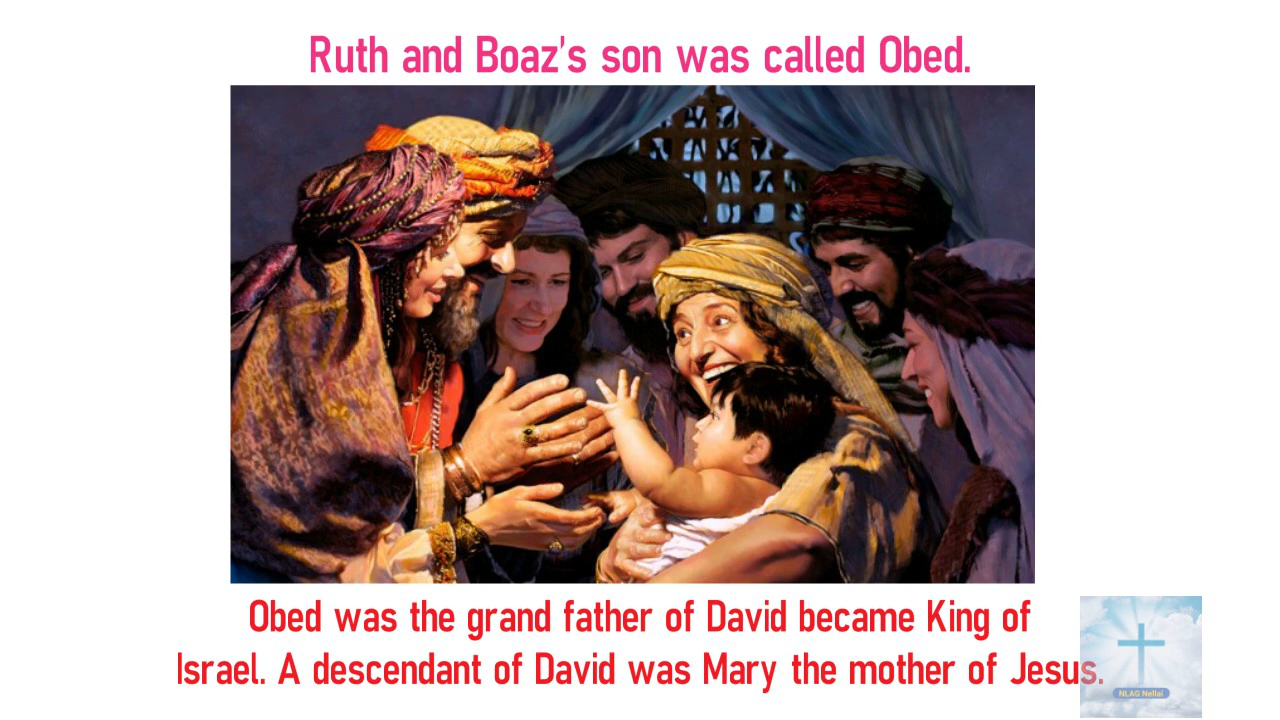 Ruth and Boaz's son was called Obed.
Obed was the grand father of David became King of
Israel. A descendant of David was Mary the mother of Jesus.
NLAG Nellai